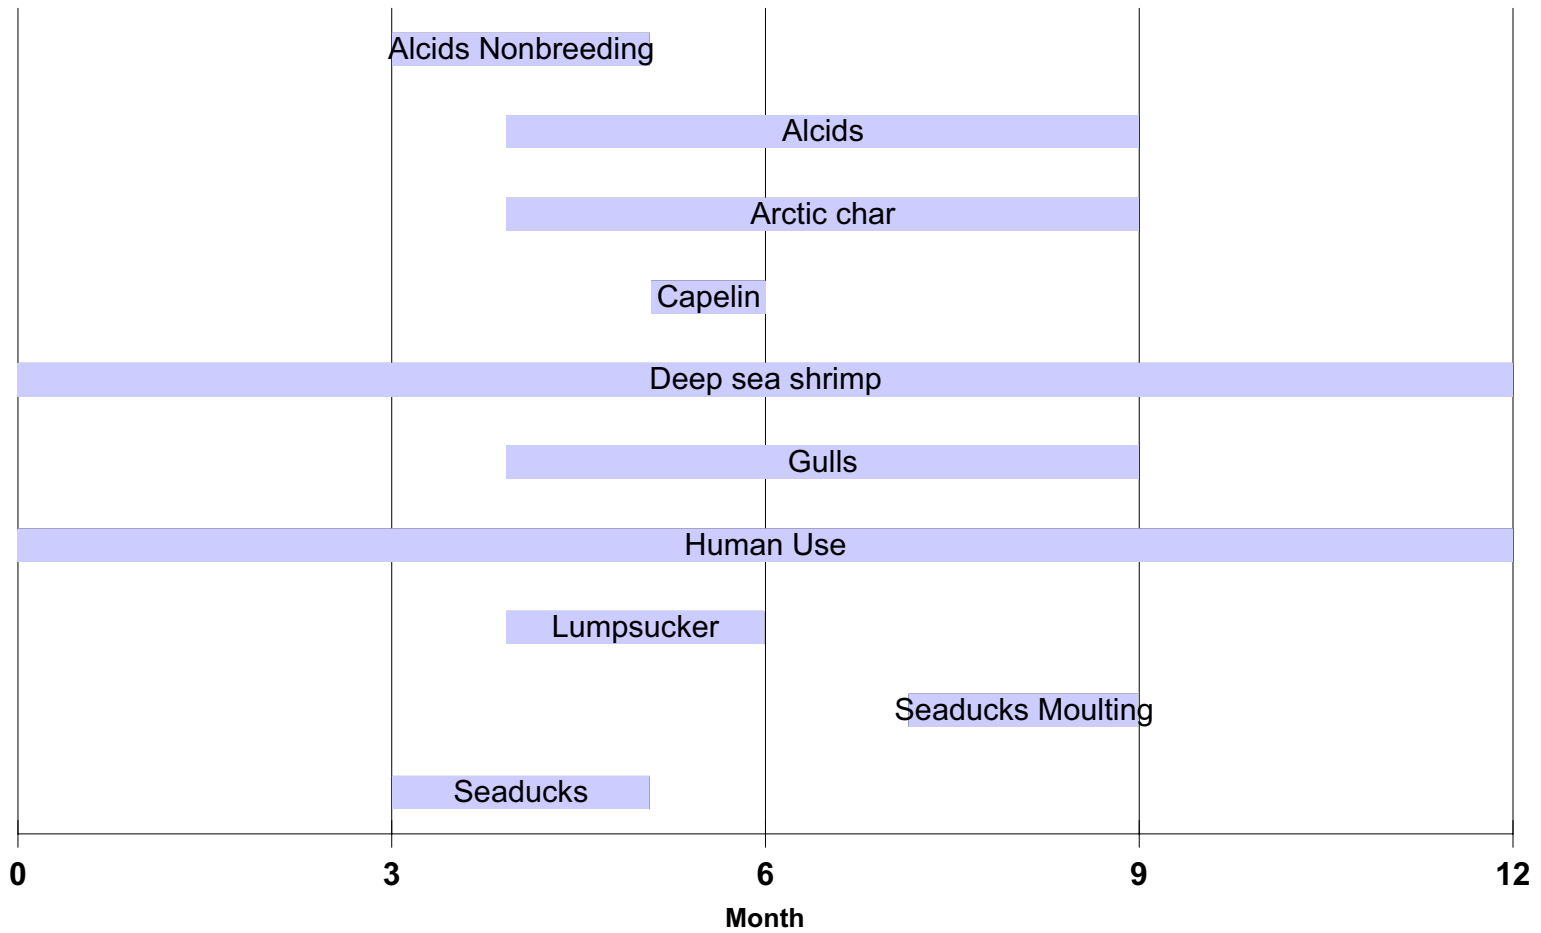 Alcids Nonbreeding
Alcids
Arctic char
Capelin
Deep sea shrimp
Gulls
Human Use
Lumpsucker
Seaducks Moulting
Seaducks
0 3 6 9 12
Month